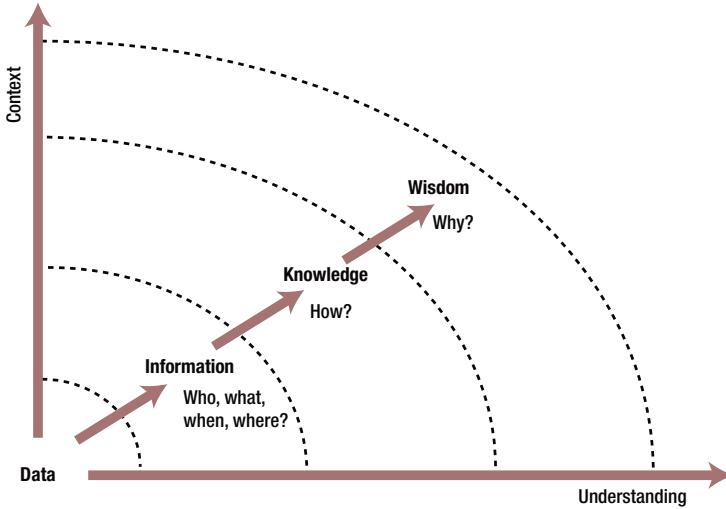 Context
Wisdom
Why?
Knowledge
How?
Information
Who, what,
when, where?
Data
Understanding